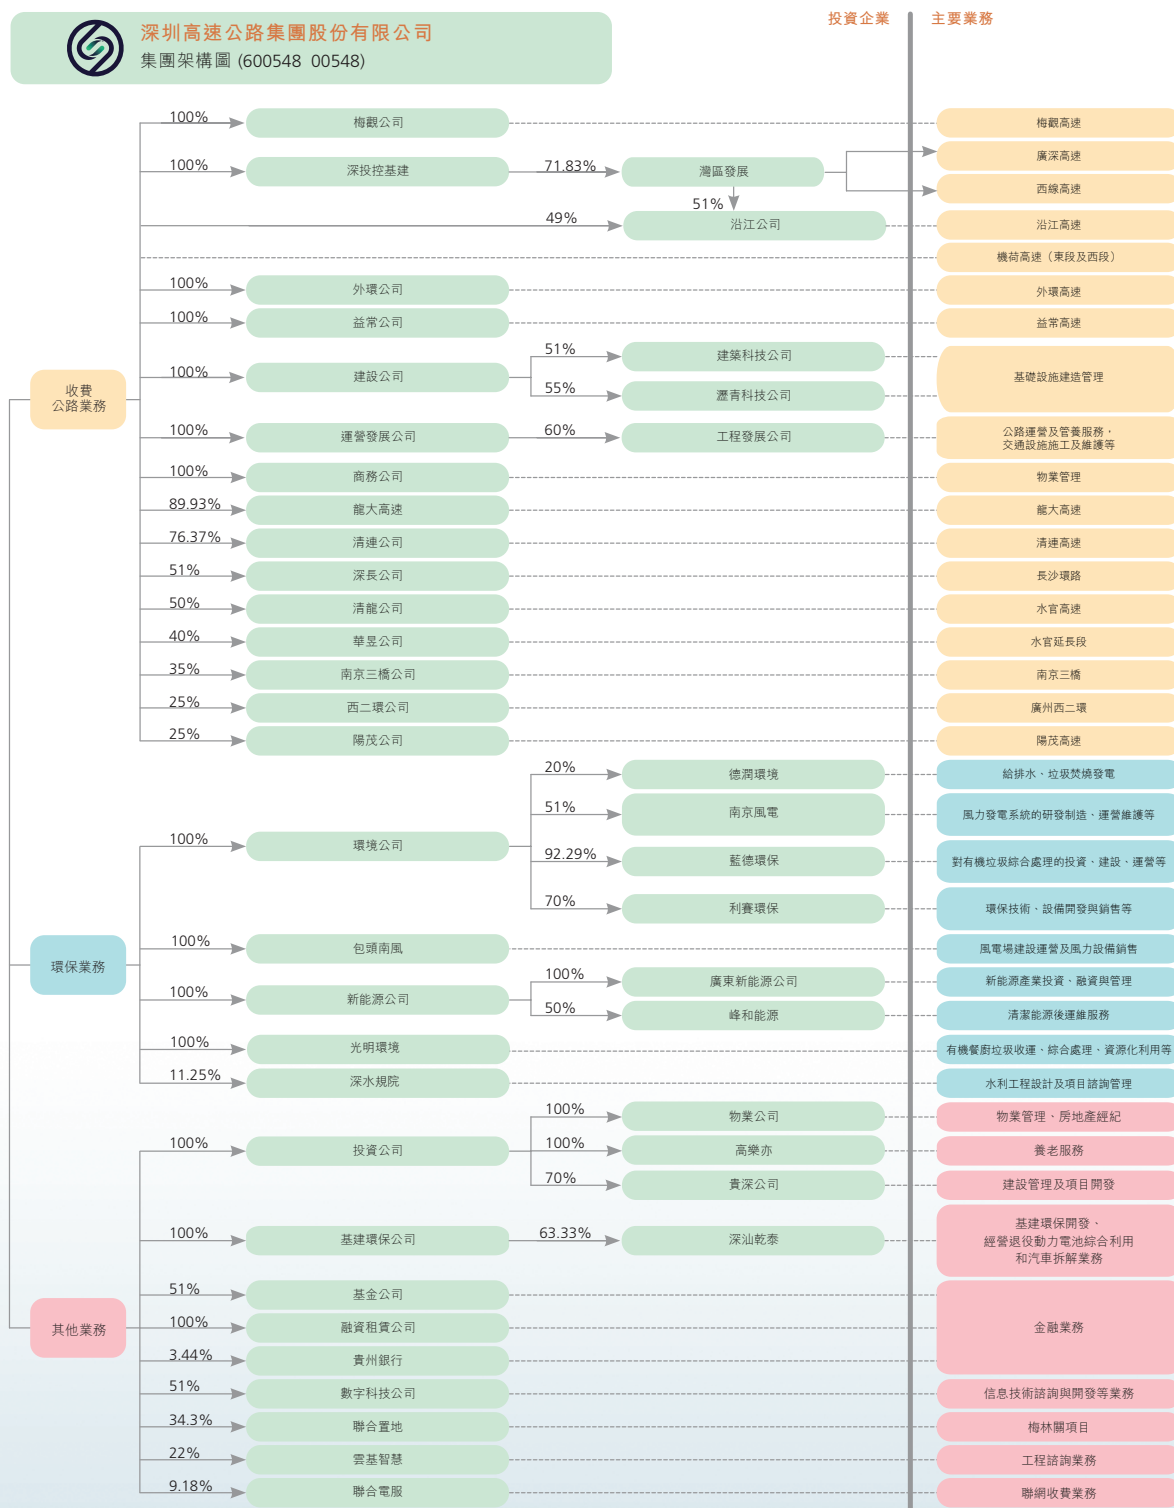 深圳高速公路集團股份有限公司
集團架構圖 (600548 00548)
投資企業
主要業務
100%
梅觀公司
梅觀高速
100%
深投控基建
71.83%
灣區發展
廣深高速
西線高速
51%
49%
沿江公司
沿江高速
機荷高速（東段及西段）
100%
外環公司
外環高速
100%
益常公司
益常高速
收費
公路業務
100%
建設公司
51%
建築科技公司
55%
瀝青科技公司
基礎設施建造管理
100%
運營發展公司
60%
工程發展公司
公路運營及管養服務，
交通設施施工及維護等
100%
商務公司
物業管理
89.93%
龍大高速
龍大高速
76.37%
清連公司
清連高速
51%
深長公司
長沙環路
50%
清龍公司
水官高速
40%
華昱公司
水官延長段
35%
南京三橋公司
南京三橋
25%
西二環公司
廣州西二環
25%
陽茂公司
陽茂高速
環保業務
100%
環境公司
20%
德潤環境
給排水、垃圾焚燒發電
51%
南京風電
風力發電系統的研發制造、運營維護等
92.29%
藍德環保
對有機垃圾綜合處理的投資、建設、運營等
70%
利賽環保
環保技術、設備開發與銷售等
100%
包頭南風
風電場建設運營及風力設備銷售
100%
新能源公司
100%
廣東新能源公司
新能源產業投資、融資與管理
50%
峰和能源
清潔能源後運維服務
100%
光明環境
有機餐廚垃圾收運、綜合處理、資源化利用等
11.25%
深水規院
水利工程設計及項目諮詢管理
其他業務
100%
投資公司
100%
物業公司
物業管理、房地產經紀
100%
高樂亦
養老服務
70%
貴深公司
建設管理及項目開發
100%
基建環保公司
63.33%
深汕乾泰
基建環保開發、
經營退役動力電池綜合利用
和汽車拆解業務
51%
基金公司
100%
融資租賃公司
金融業務
3.44%
貴州銀行
51%
數字科技公司
信息技術諮詢與開發等業務
34.3%
聯合置地
梅林關項目
22%
雲基智慧
工程諮詢業務
9.18%
聯合電服
聯網收費業務